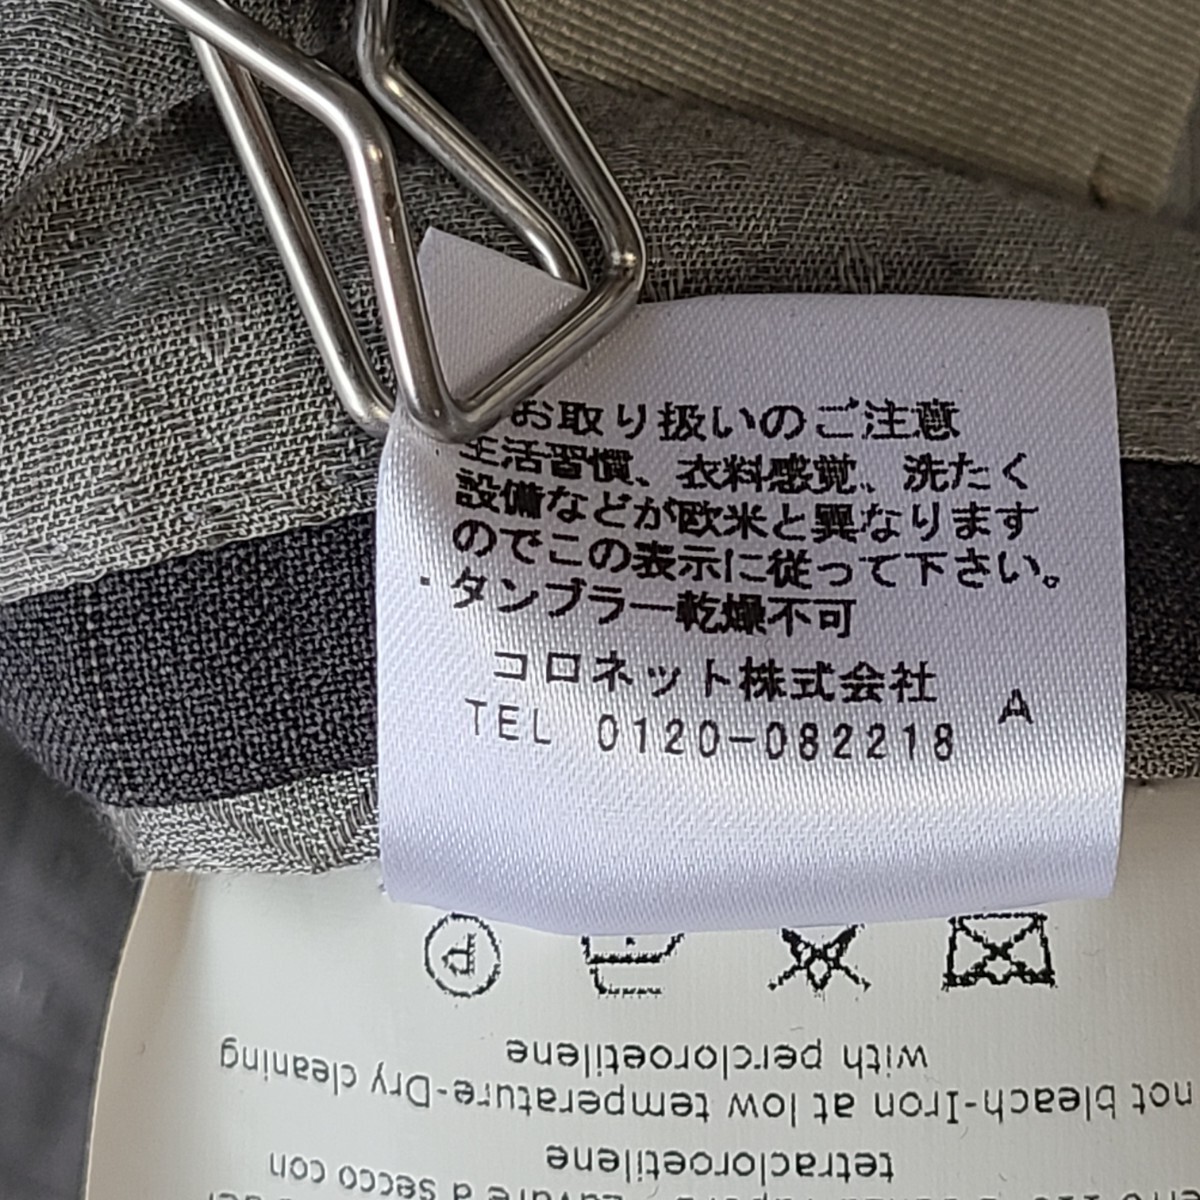 お取り扱いのご注意
生活習慣、衣料感覚、洗たく
設備などが欧米と異なります
のでこの表示に従って下さい。
・タンブラー乾燥不可
コロネット株式会社
TEL 0120-082218 A
tetracloroetilene
not bleach-Iron at low temperature-Dry cleaning
with percloroetilene